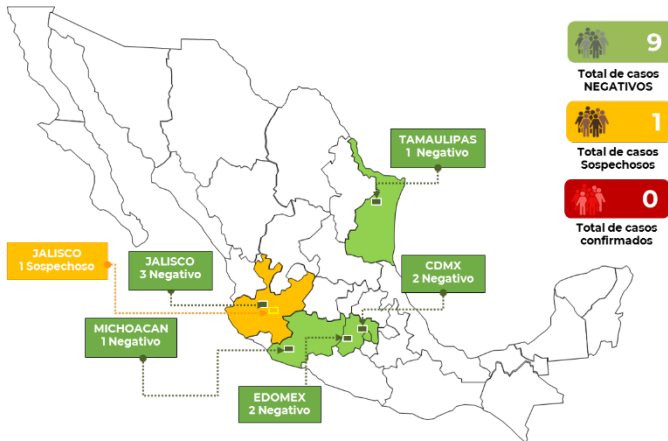 9
Total de casos
NEGATIVOS
1
Total de casos
Sospechosos
0
Total de casos
confirmados
TAMAULIPAS
1 Negativo
JALISCO
1 Sospechoso
JALISCO
3 Negativo
CDMX
2 Negativo
MICHOACAN
1 Negativo
EDOMEX
2 Negativo